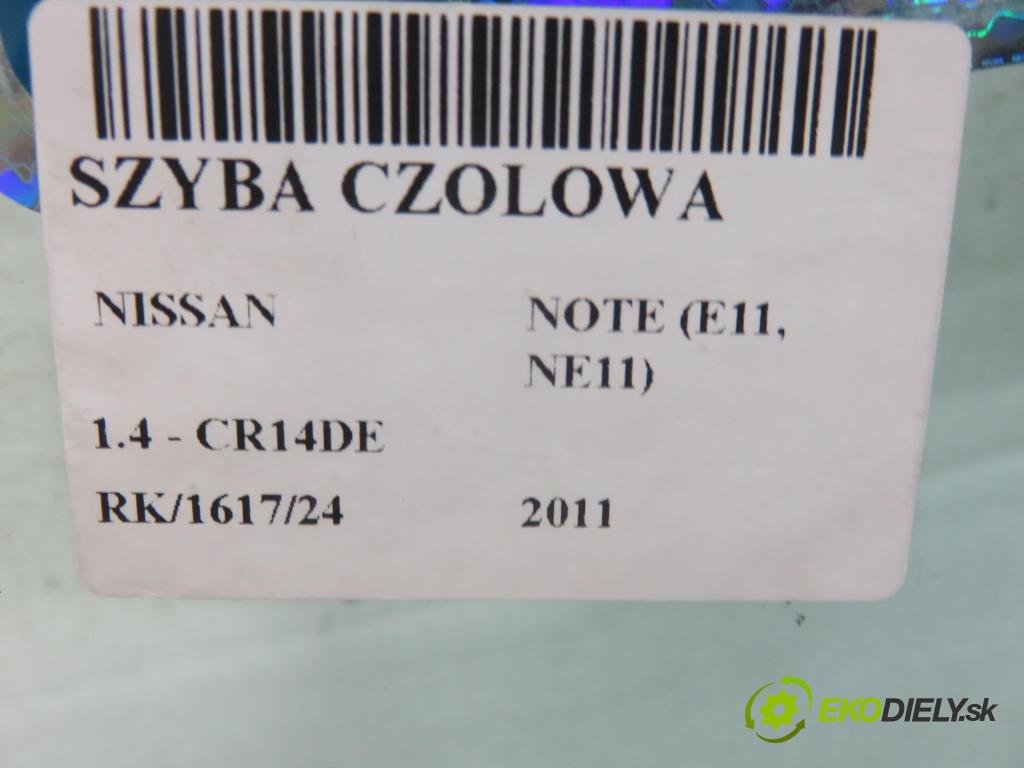 SZYBA CZOLOWA
NISSAN
NOTE (E11,
NE11)
1.4 - CR14DE
RK/1617/24
2011
EKODIELY.sk